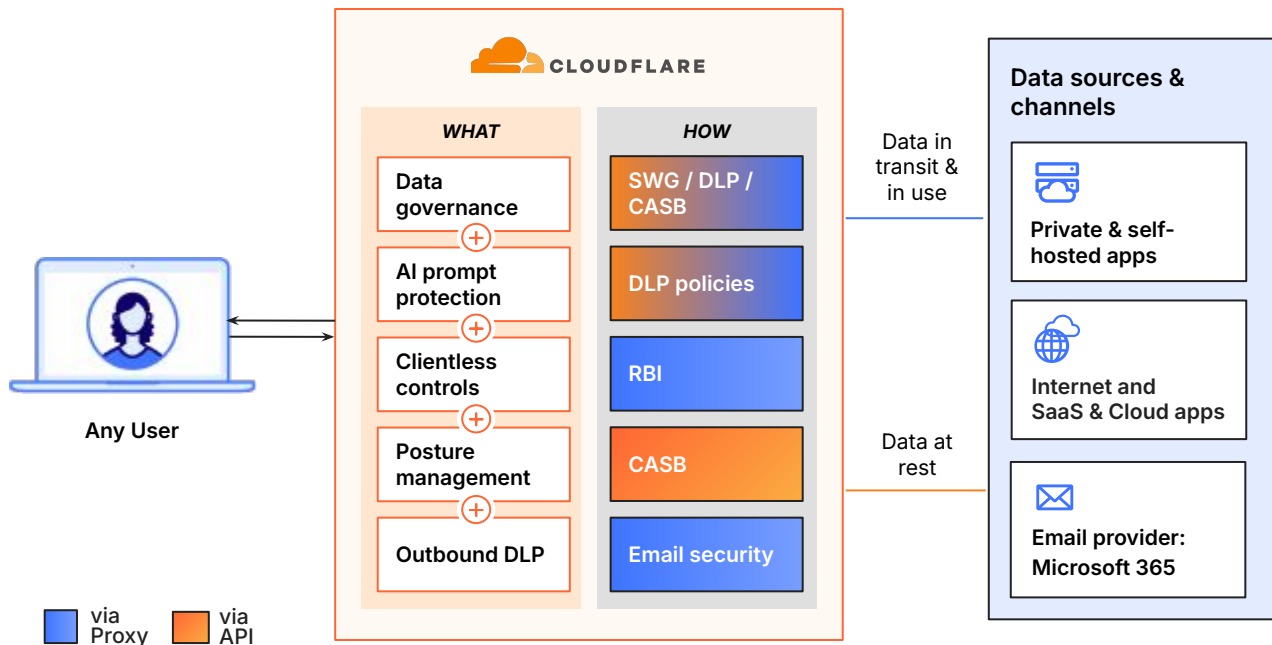 CLOUDFLARE
WHAT
Data
governance
AI prompt
protection
Clientless
controls
Posture
management
Outbound DLP
HOW
SWG / DLP /
CASB
DLP policies
RBI
CASB
Email security
Any User
via
Proxy
via
API
Data in
transit &
in use
Data at
rest
Data sources &
channels
Private & self-
hosted apps
Internet and
SaaS & Cloud apps
Email provider:
Microsoft 365